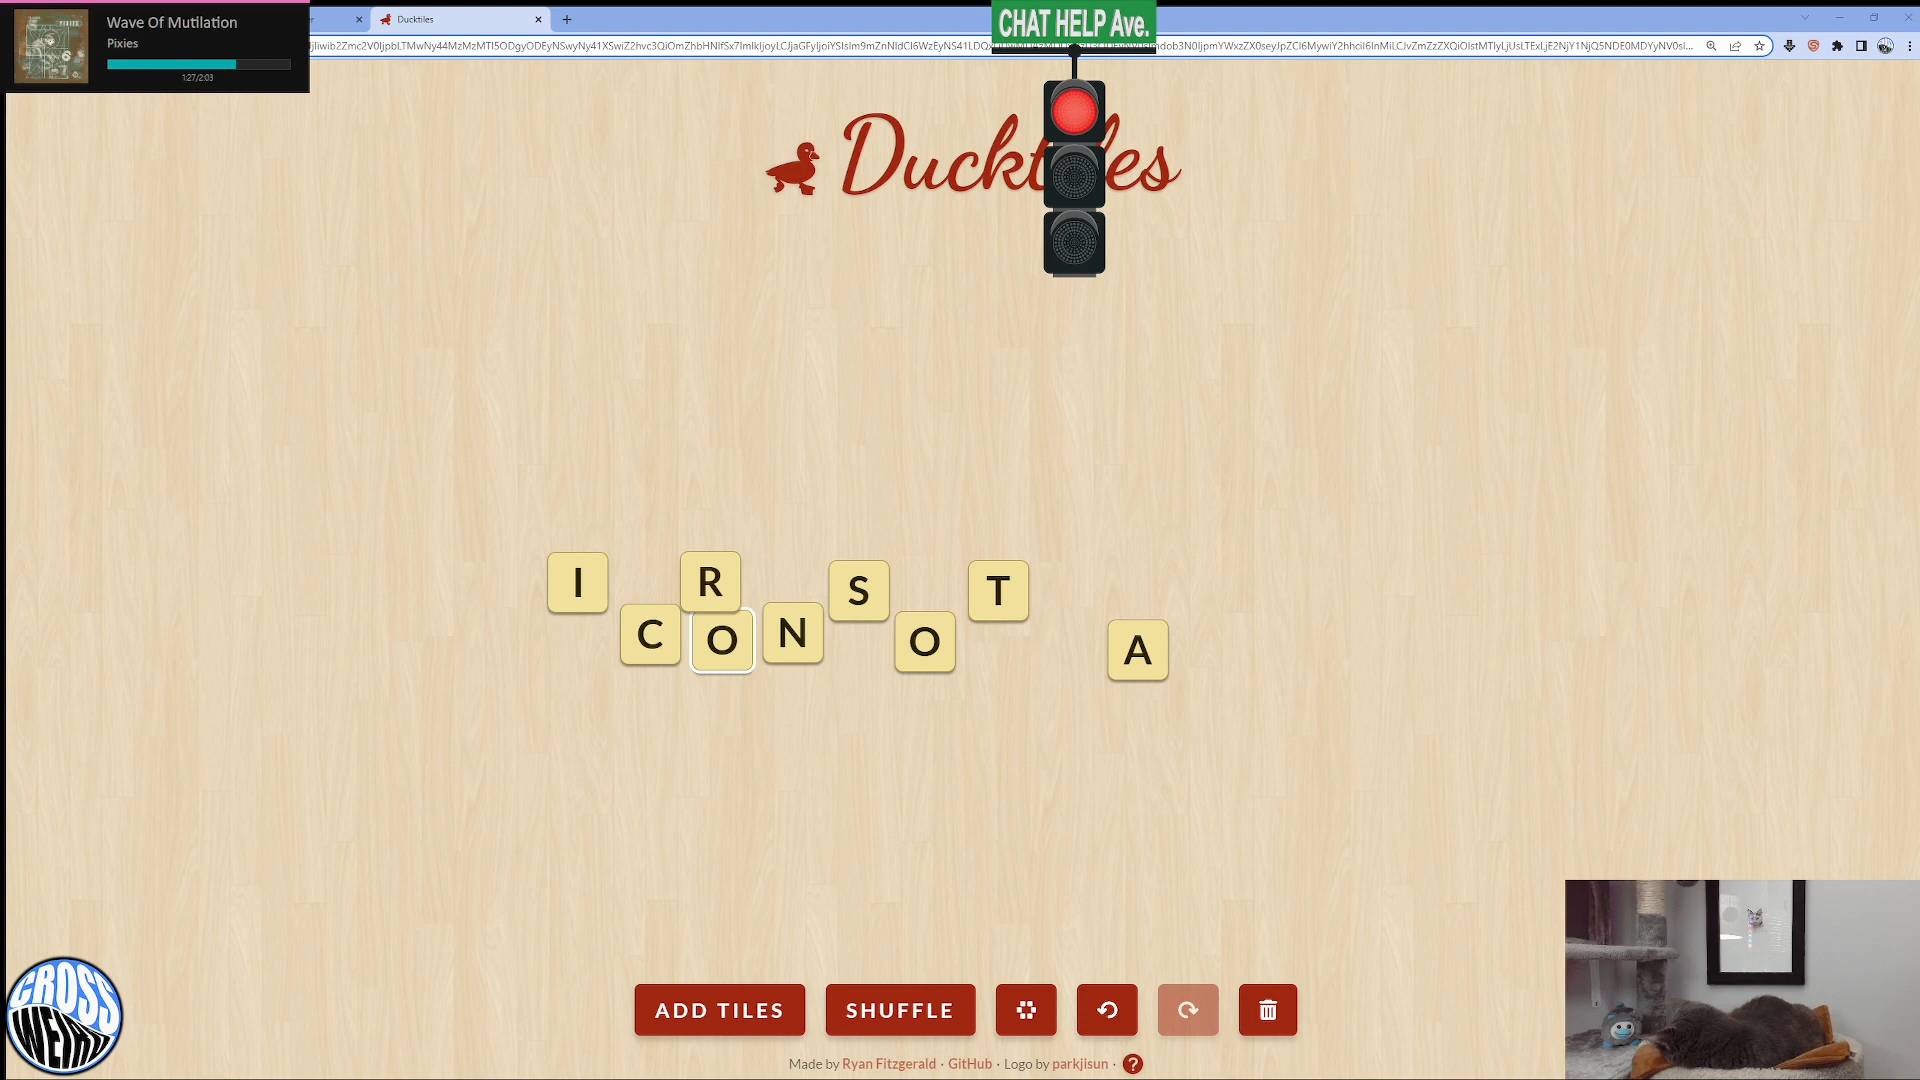 Wave Of Mutilation
Pixies
1:27/2:03
Ducktiles
CHAT HELP Ave.
I
R
S
T
C
O
N
O
A
ADD TILES
SHUFFLE
Made by Ryan Fitzgerald · GitHub · Logo by parkjisun · ?
CROSS
WEIRD